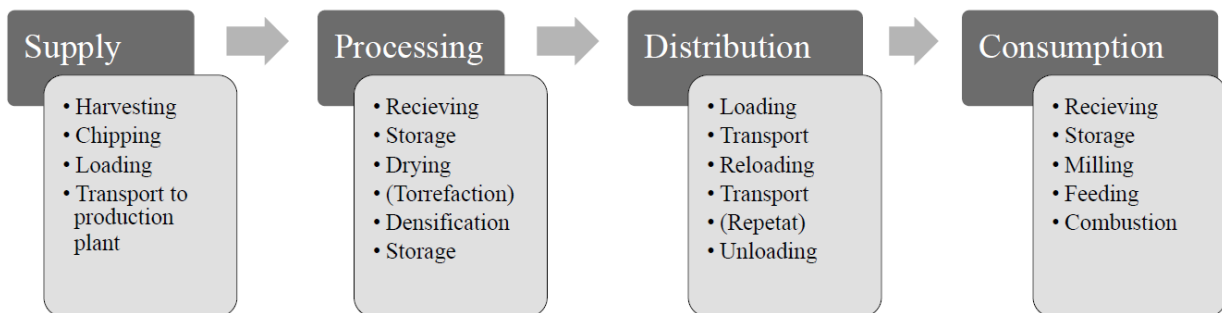 Supply
• Harvesting
• Chipping
• Loading
• Transport to
production
plant
Processing
• Recieving
• Storage
• Drying
• (Torrefaction)
• Densification
• Storage
Distribution
• Loading
• Transport
• Reloading
• Transport
• (Repetat)
• Unloading
Consumption
• Recieving
• Storage
• Milling
• Feeding
• Combustion